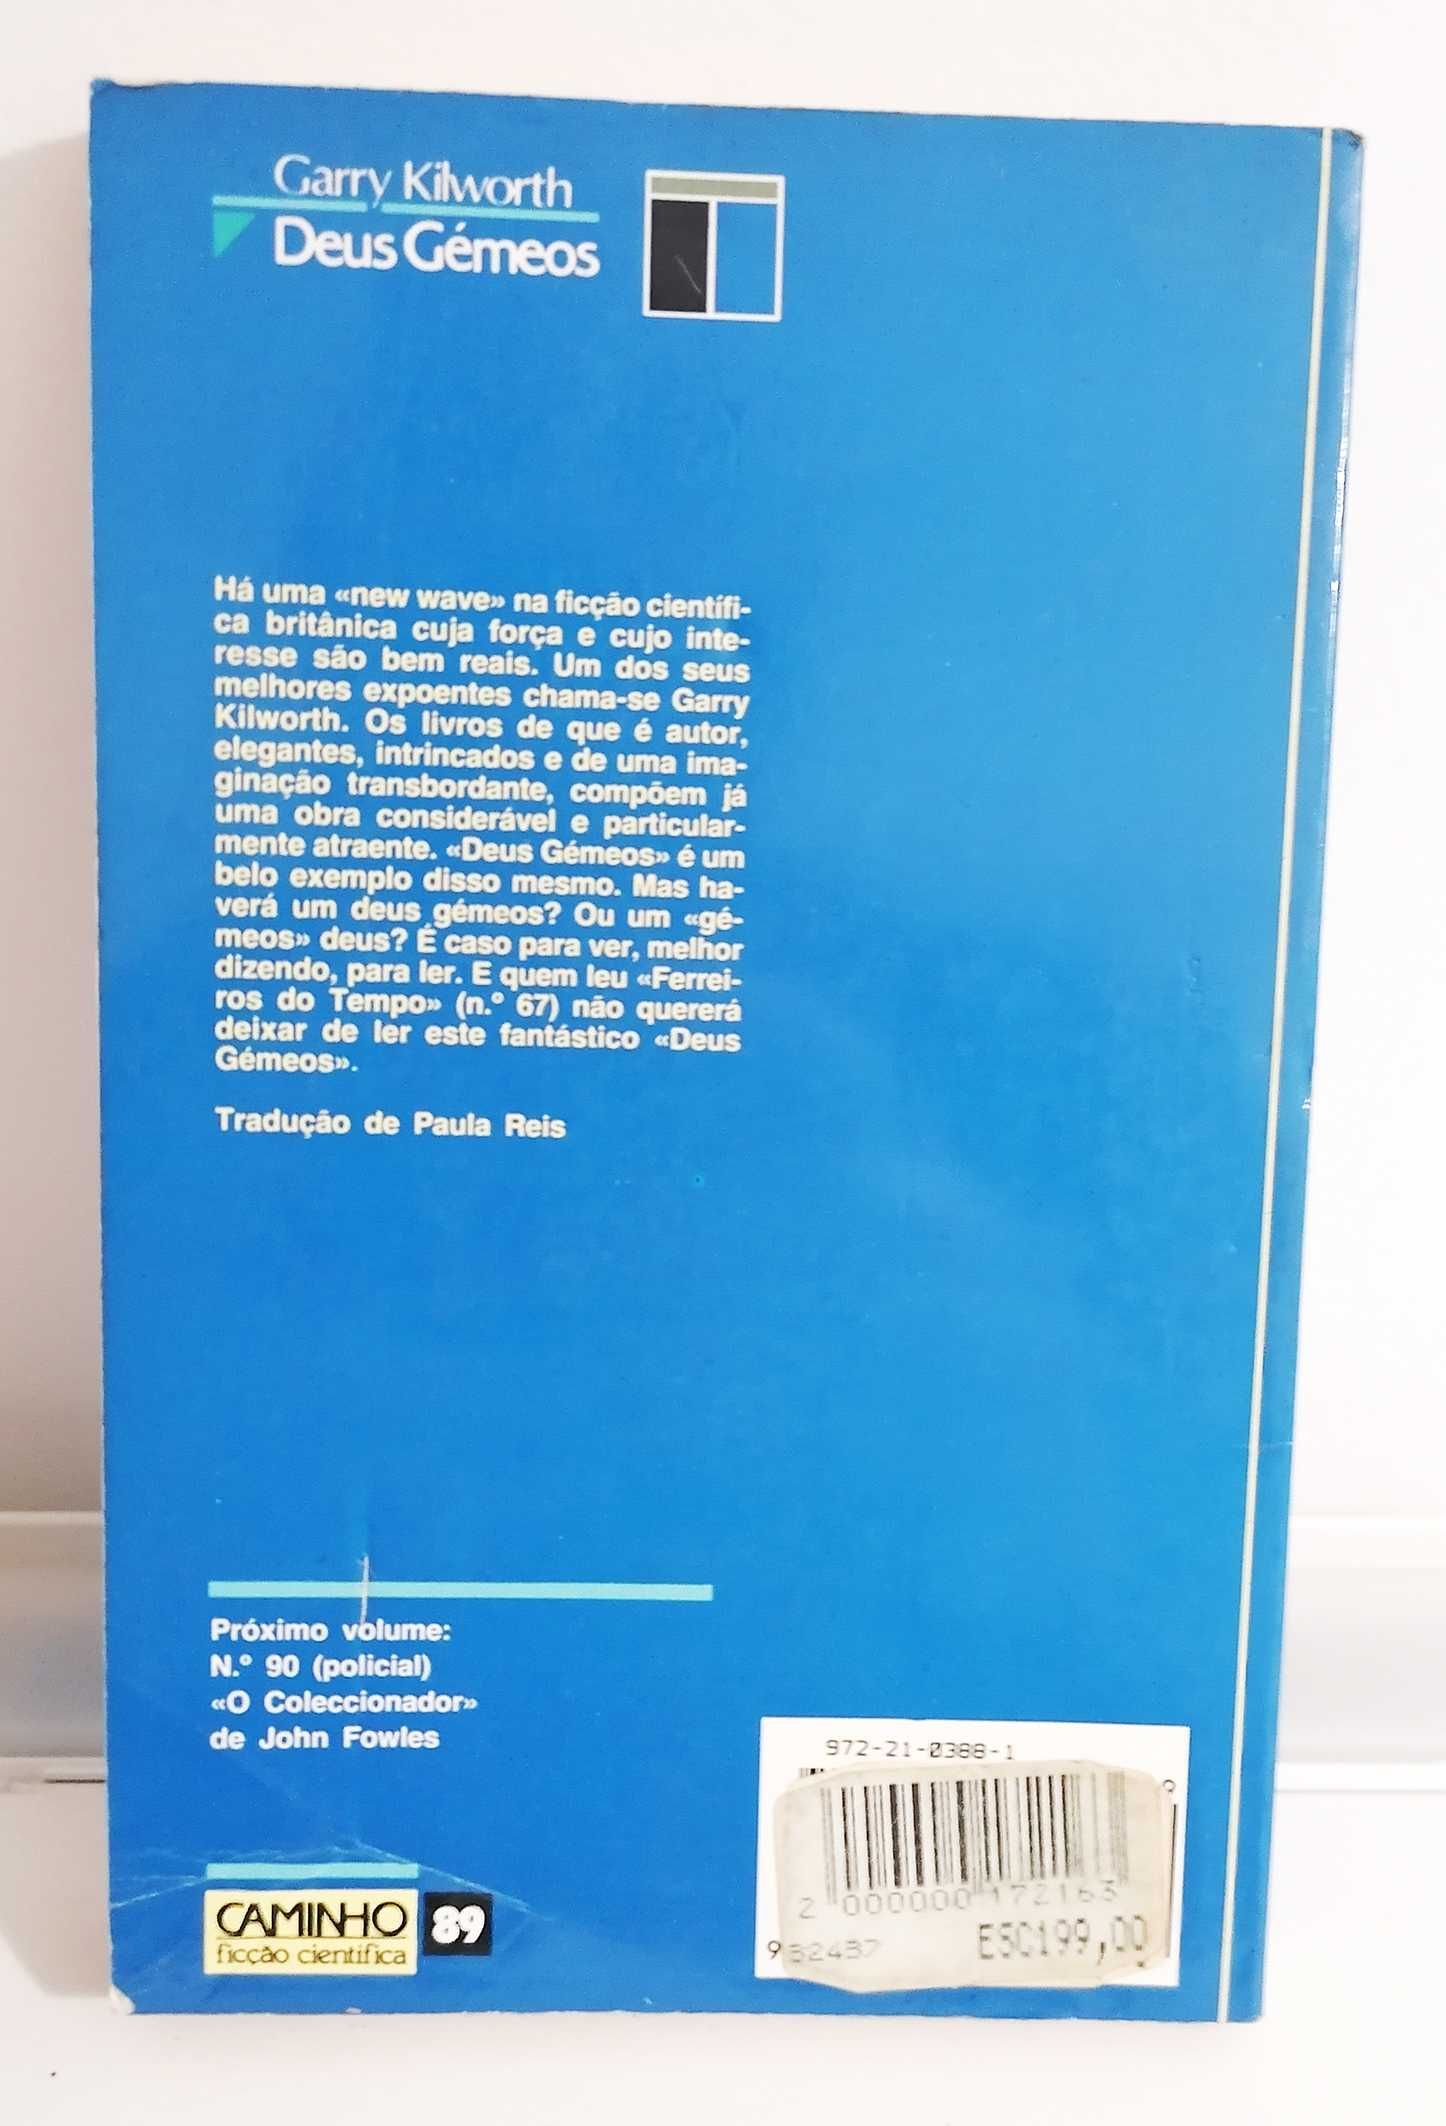 Garry Kilworth
Deus Gémeos
Há uma «new wave» na ficção científi-
ca britânica cuja força e cujo inte-
resse são bem reais. Um dos seus
melhores expoentes chama-se Garry
Kilworth. Os livros de que é autor,
elegantes, intrincados e de uma ima-
ginação transbordante, compõem já
uma obra considerável e particular-
mente atraente. «Deus Gémeos» é um
belo exemplo disso mesmo. Mas ha-
verá um deus gémeos? Ou um «gé-
meos» deus? É caso para ver, melhor
dizendo, para ler. E quem leu «Ferrei-
ros do Tempo» (n.º 67) não quererá
deixar de ler este fantástico «Deus
Gémeos».
Tradução de Paula Reis
Próximo volume:
N.º 90 (policial)
«O Coleccionador»
de John Fowles
CAMINHO
ficção científica
89
972-21-0388-1
9
2 000000 172163
9
ESC199,00